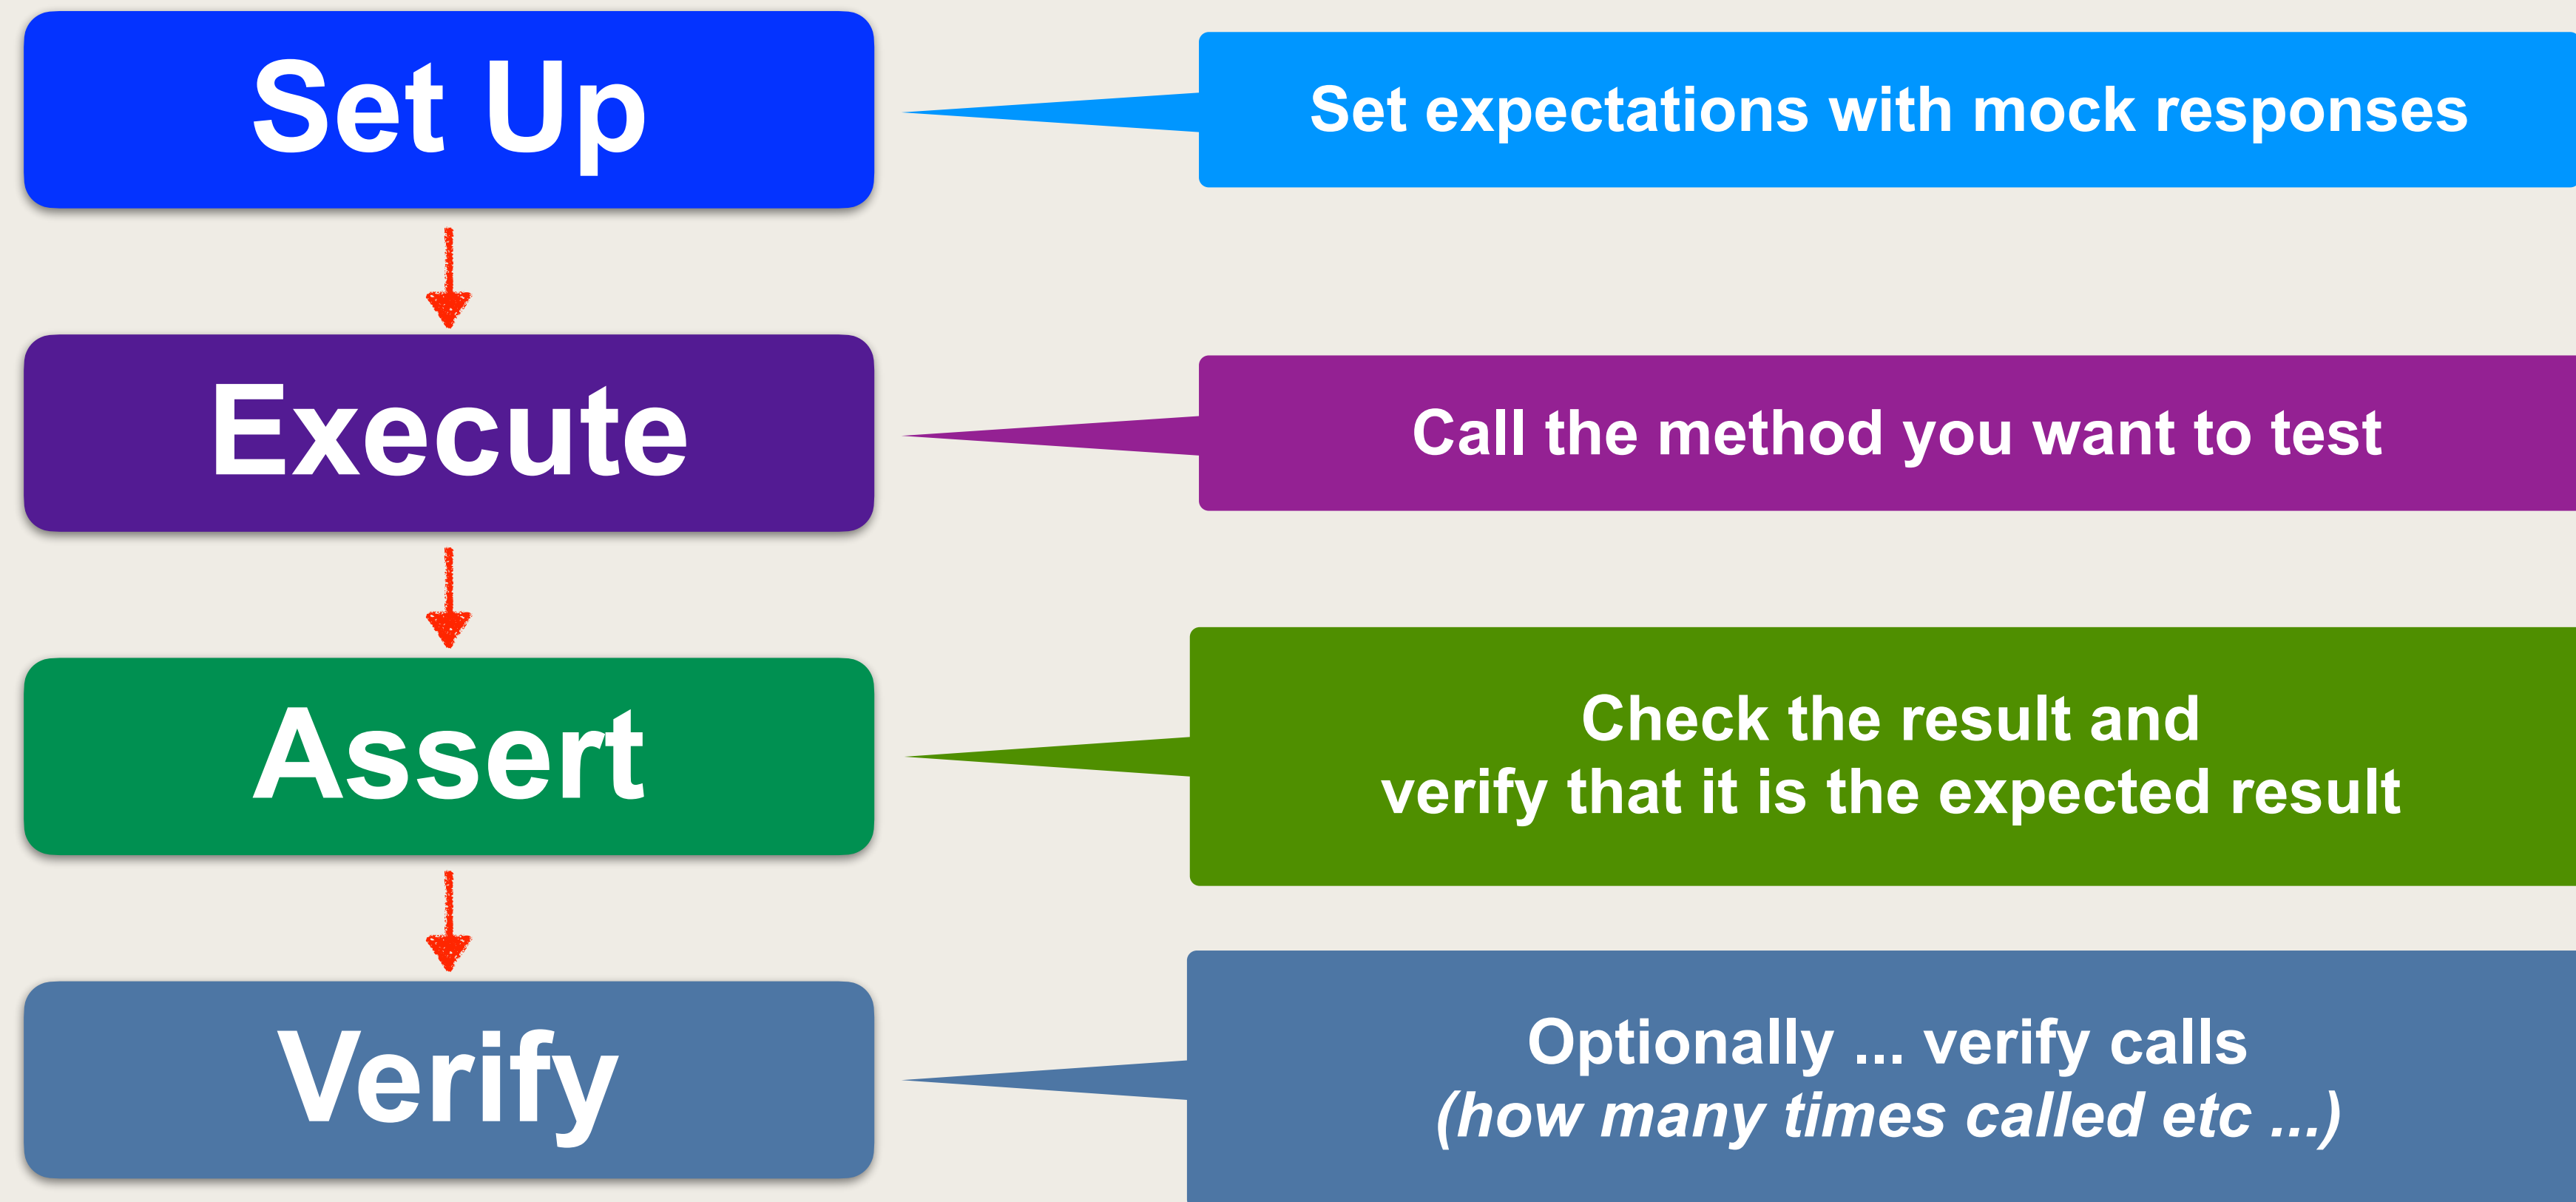 Set Up
Set expectations with mock responses
Execute
Call the method you want to test
Assert
Check the result and
verify that it is the expected result
Verify
Optionally ... verify calls
(how many times called etc ...)